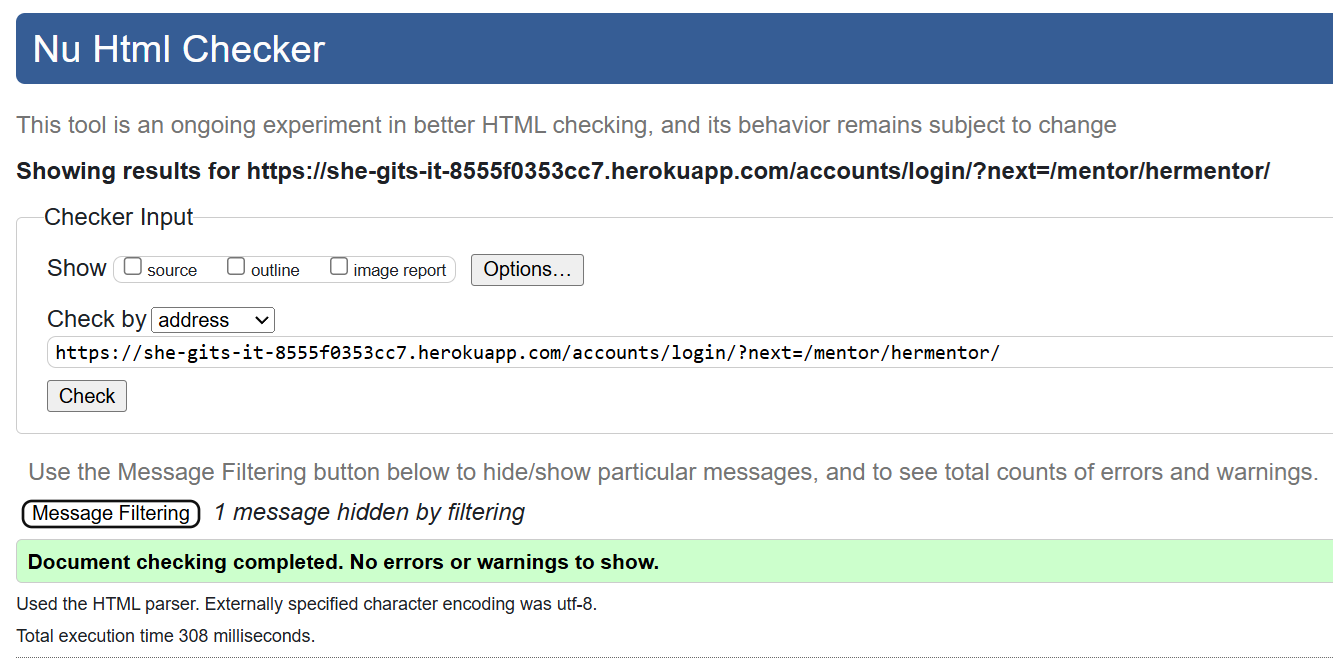 Nu Html Checker
This tool is an ongoing experiment in better HTML checking, and its behavior remains subject to change
Showing results for https://she-gits-it-8555f0353cc7.herokuapp.com/accounts/login/?next=/mentor/hermentor/
Checker Input
Show source outline image report Options…
Check by address
https://she-gits-it-8555f0353cc7.herokuapp.com/accounts/login/?next=/mentor/hermentor/
Check
Use the Message Filtering button below to hide/show particular messages, and to see total counts of errors and warnings.
Message Filtering 1 message hidden by filtering
Document checking completed. No errors or warnings to show.
Used the HTML parser. Externally specified character encoding was utf-8.
Total execution time 308 milliseconds.